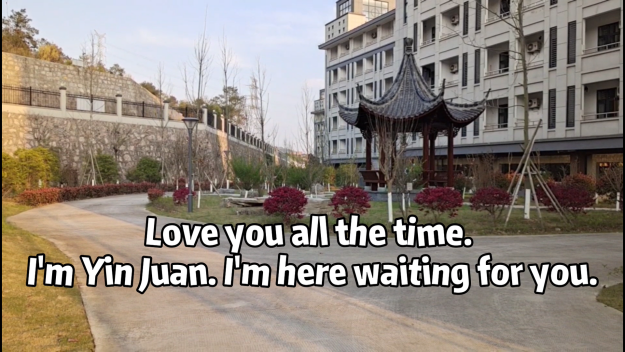 Love you all the time.
I'm Yin Juan. I'm here waiting for you.